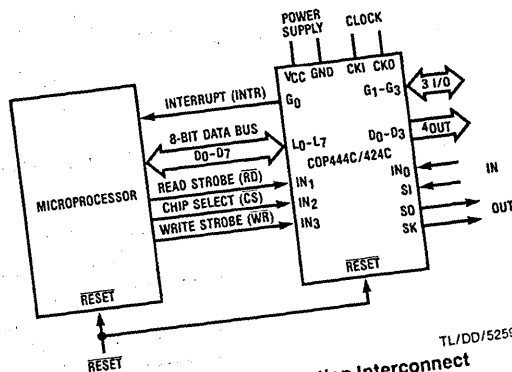 POWER
SUPPLY
CLOCK
VCC GND CKI CKO
INTERRUPT (INTR)
G0
G1-G3
3 I/O
8-BIT DATA BUS
D0-D7
L0-L7
D0-D3
4 OUT
COP444C/424C
MICROPROCESSOR
READ STROBE (RD)
IN1
IN0
IN
CHIP SELECT (CS)
IN2
SI
WRITE STROBE (WR)
IN3
SO
OUT
SK
RESET
RESET
RESET
TL/DD/5259
Interconnect